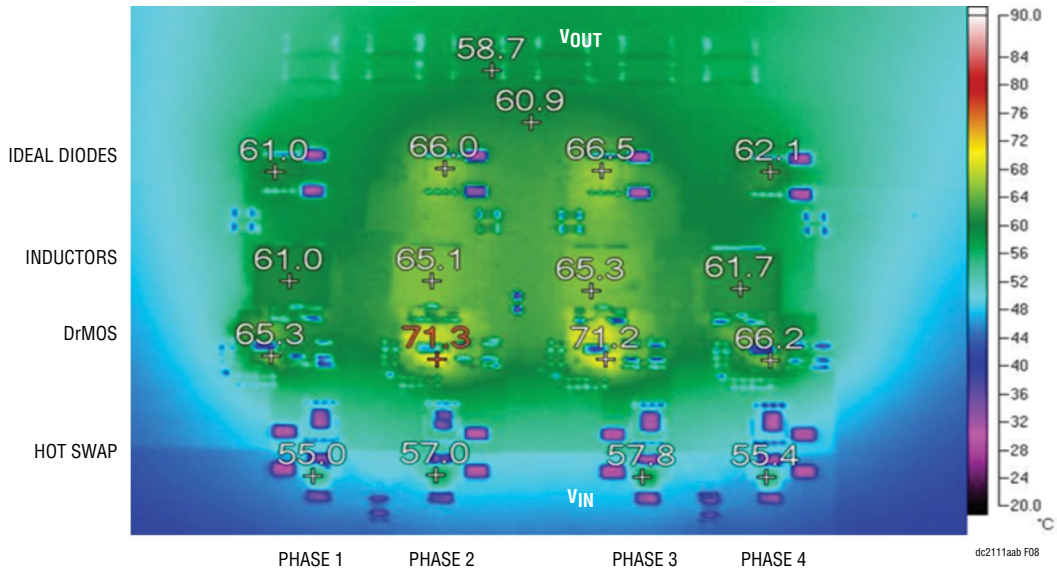 VOUT
58.7
60.9
IDEAL DIODES
61.0 66.0 66.5 62.1
INDUCTORS
61.0 65.1 65.3 61.7
DrMOS
65.3 71.3 71.2 66.2
HOT SWAP
55.0 57.0 57.8 55.4
VIN
PHASE 1 PHASE 2 PHASE 3 PHASE 4
90.0
84
80
76
72
68
64
60
56
52
48
44
40
36
32
28
24
20.0
°C
dc2111aab F08